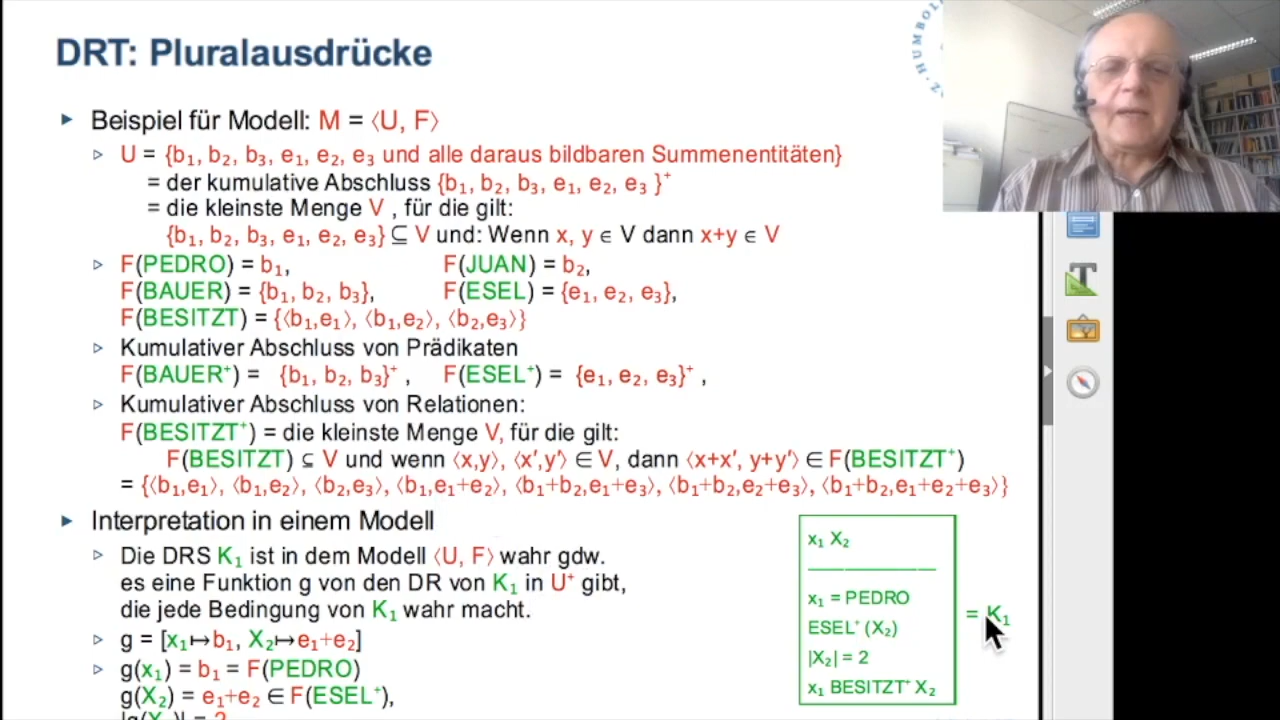 DRT: Pluralausdrücke
▶ Beispiel für Modell: M = ⟨U, F⟩
▷ U = {b₁, b₂, b₃, e₁, e₂, e₃ und alle daraus bildbaren Summenentitäten}
= der kumulative Abschluss {b₁, b₂, b₃, e₁, e₂, e₃ }⁺
= die kleinste Menge V , für die gilt:
{b₁, b₂, b₃, e₁, e₂, e₃} ⊆ V und: Wenn x, y ∈ V dann x+y ∈ V
▷ F(PEDRO) = b₁, F(JUAN) = b₂,
F(BAUER) = {b₁, b₂, b₃}, F(ESEL) = {e₁, e₂, e₃},
F(BESITZT) = {⟨b₁,e₁⟩, ⟨b₁,e₂⟩, ⟨b₂,e₃⟩}
▷ Kumulativer Abschluss von Prädikaten
F(BAUER⁺) = {b₁, b₂, b₃}⁺ , F(ESEL⁺) = {e₁, e₂, e₃}⁺ ,
▷ Kumulativer Abschluss von Relationen:
F(BESITZT⁺) = die kleinste Menge V, für die gilt:
F(BESITZT) ⊆ V und wenn ⟨x,y⟩, ⟨x′,y′⟩ ∈ V, dann ⟨x+x′, y+y′⟩ ∈ F(BESITZT⁺)
= {⟨b₁,e₁⟩, ⟨b₁,e₂⟩, ⟨b₂,e₃⟩, ⟨b₁,e₁+e₂⟩, ⟨b₁+b₂,e₁+e₃⟩, ⟨b₁+b₂,e₂+e₃⟩, ⟨b₁+b₂,e₁+e₂+e₃⟩}
▶ Interpretation in einem Modell
▷ Die DRS K₁ ist in dem Modell ⟨U, F⟩ wahr gdw.
es eine Funktion g von den DR von K₁ in U⁺ gibt,
die jede Bedingung von K₁ wahr macht.
▷ g = [x₁↦b₁, X₂↦e₁+e₂]
▷ g(x₁) = b₁ = F(PEDRO)
g(X₂) = e₁+e₂ ∈ F(ESEL⁺),
|g(X₂)| = 2
x₁ X₂
x₁ = PEDRO
ESEL⁺ (X₂)
|X₂| = 2
x₁ BESITZT⁺ X₂
= K₁